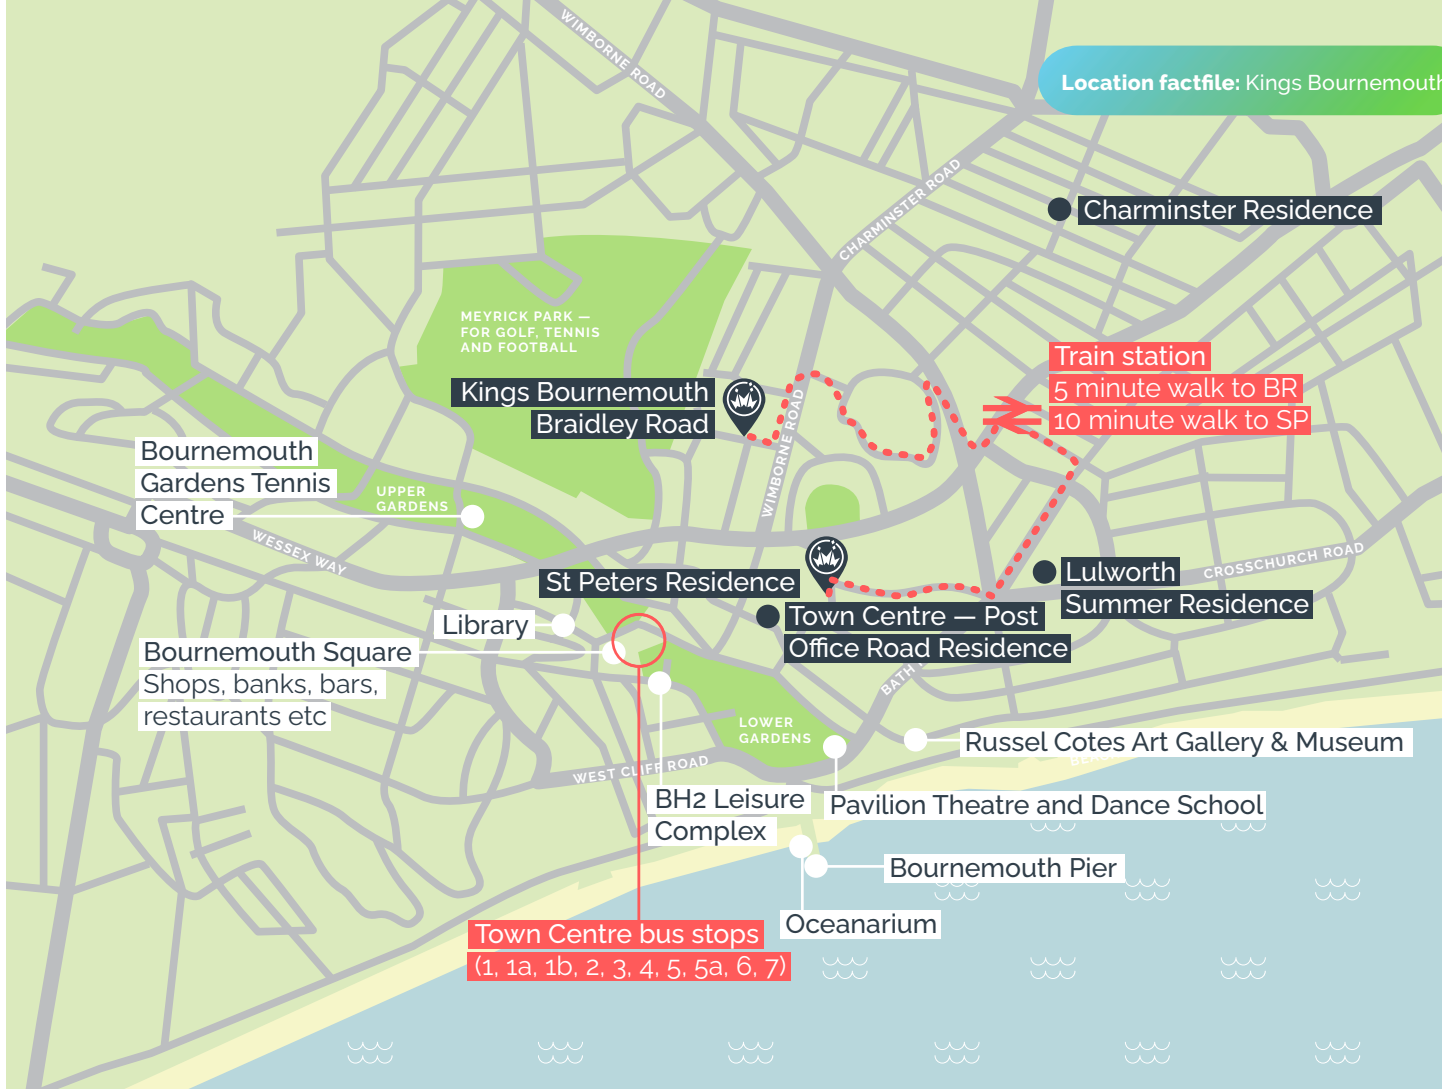 WIMBORNE ROAD
Location factfile: Kings Bournemouth
CHARMINSTER ROAD
Charminster Residence
MEYRICK PARK —
FOR GOLF, TENNIS
AND FOOTBALL
Train station
5 minute walk to BR
10 minute walk to SP
Kings Bournemouth
Braidley Road
WIMBORNE ROAD
Bournemouth
Gardens Tennis
Centre
UPPER
GARDENS
WESSEX WAY
CROSSCHURCH ROAD
St Peters Residence
Lulworth
Summer Residence
Library
Town Centre — Post
Office Road Residence
Bournemouth Square
Shops, banks, bars,
restaurants etc
BATH
LOWER
GARDENS
Russel Cotes Art Gallery & Museum
WEST CLIFF ROAD
BH2 Leisure
Complex
Pavilion Theatre and Dance School
Bournemouth Pier
Oceanarium
Town Centre bus stops
(1, 1a, 1b, 2, 3, 4, 5, 5a, 6, 7)